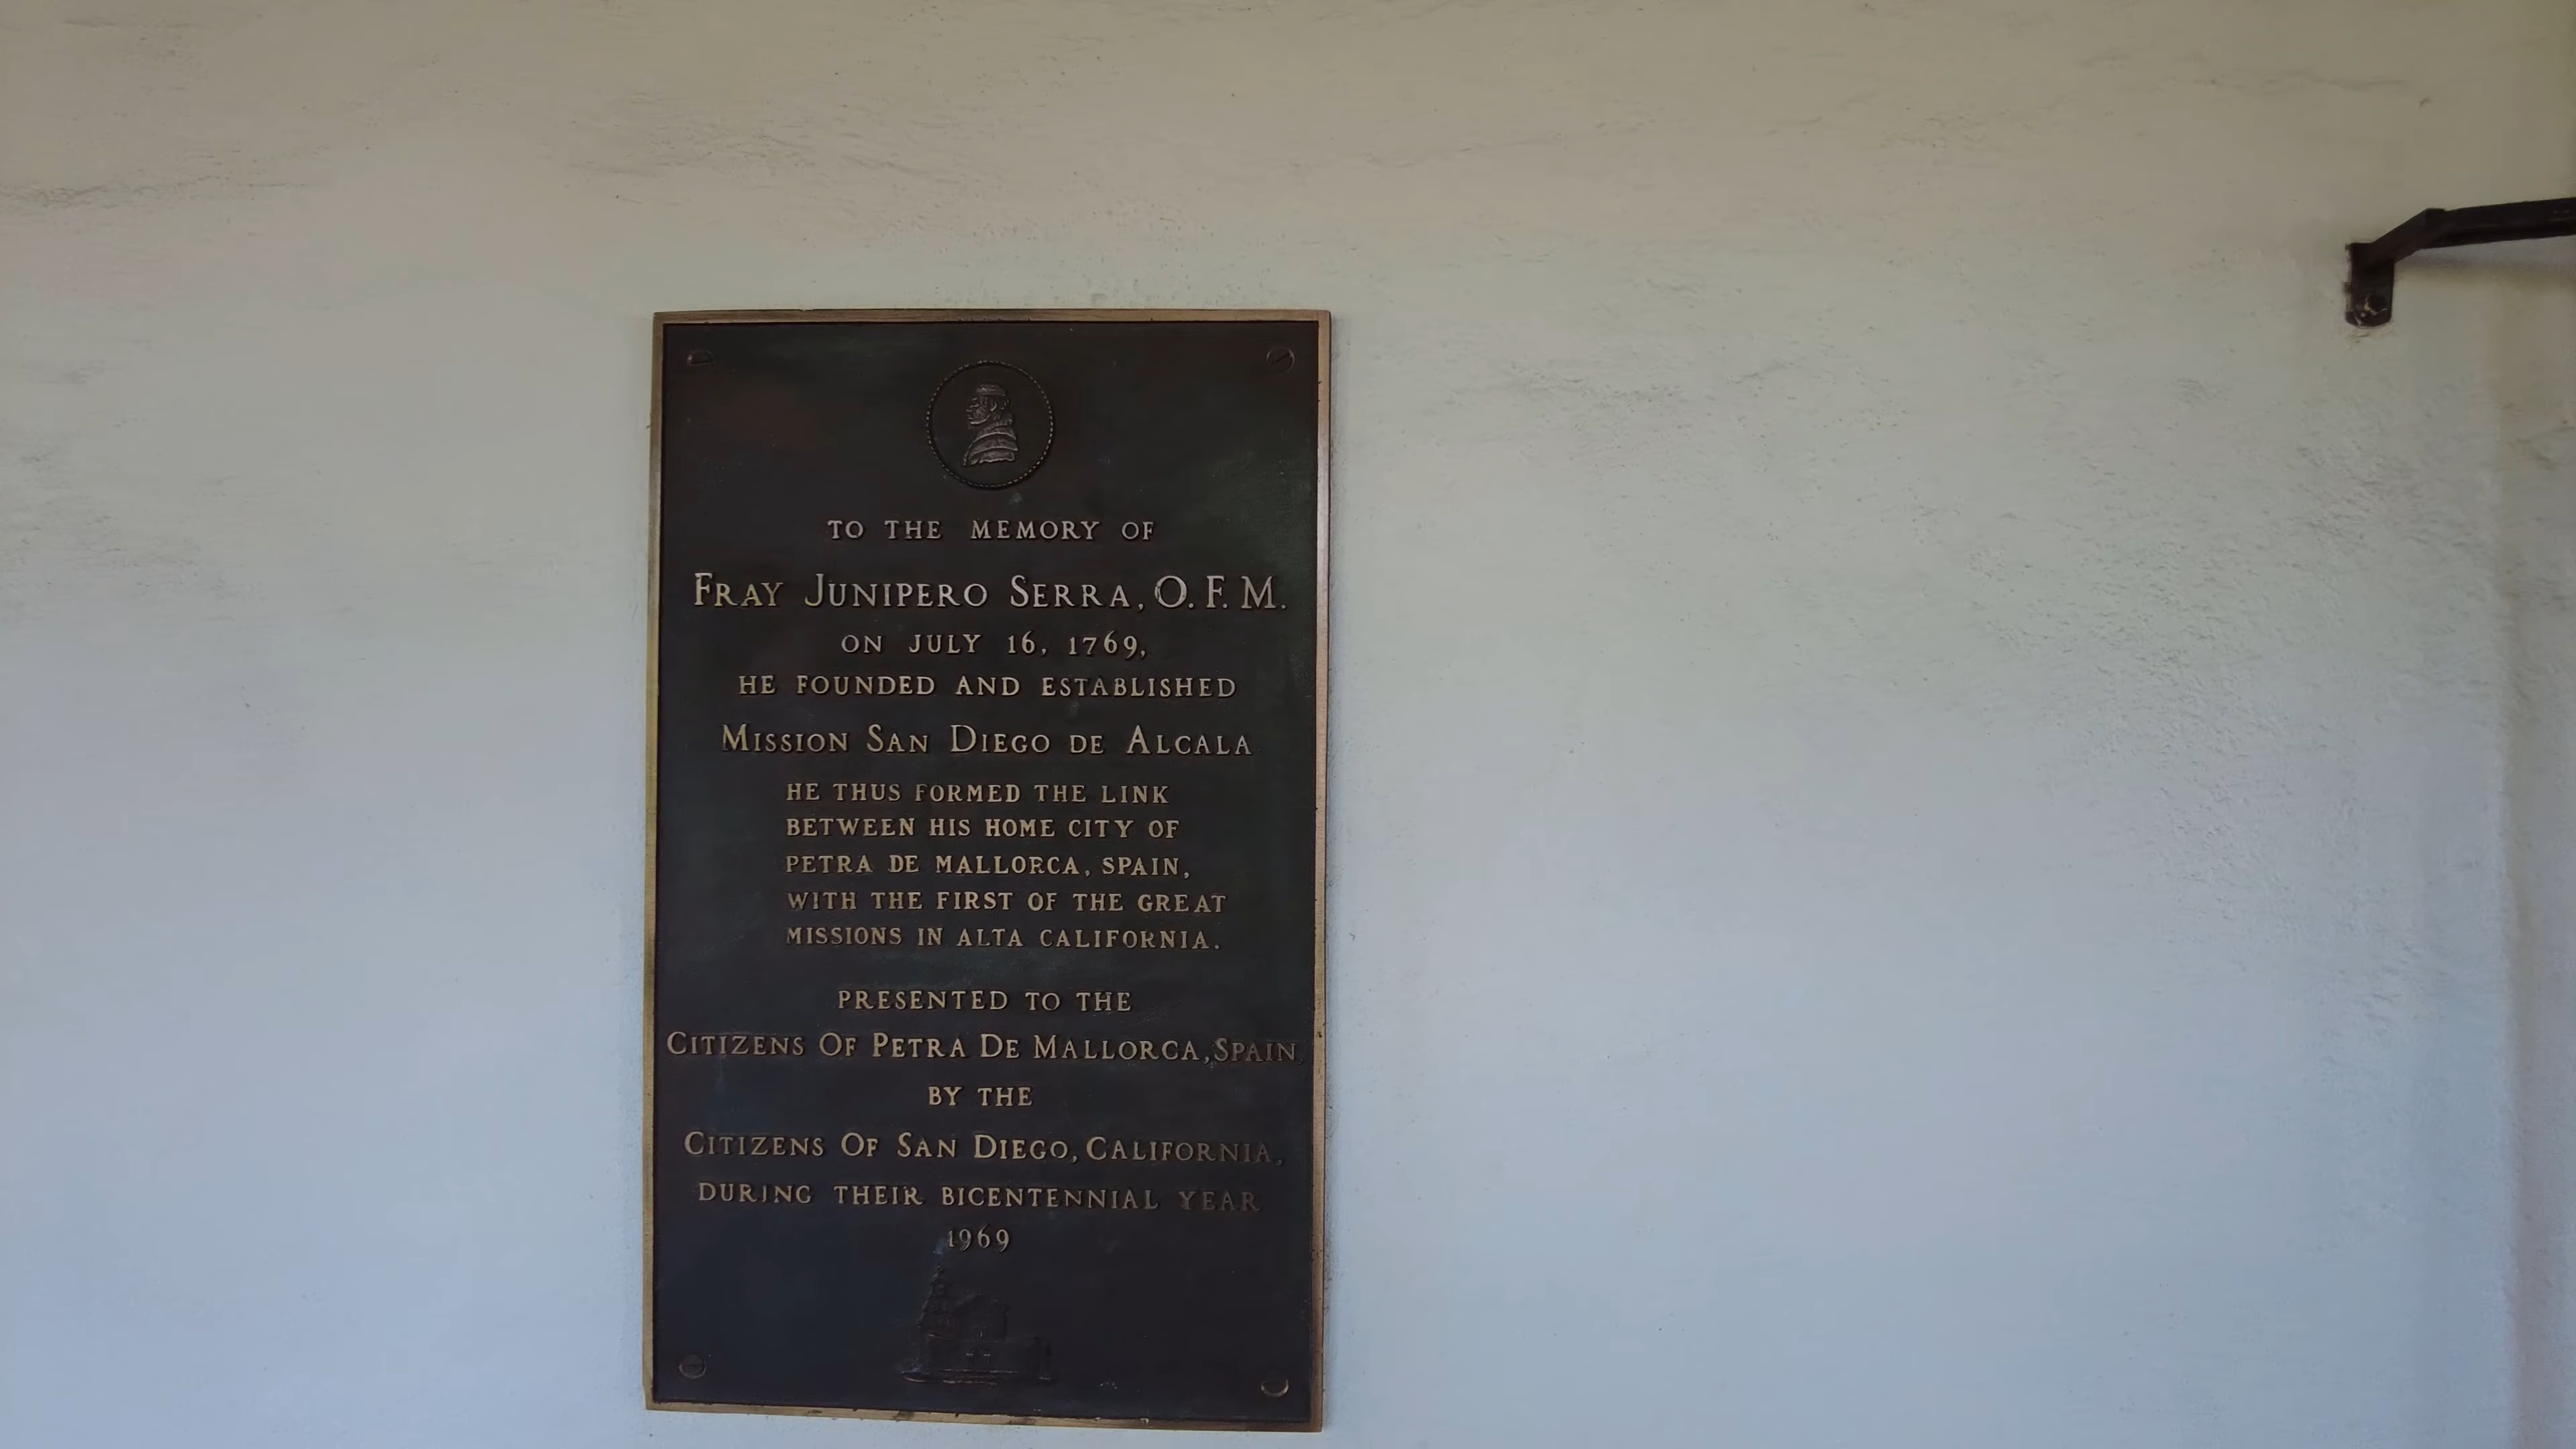 TO THE MEMORY OF
FRAY JUNIPERO SERRA, O.F.M.
ON JULY 16, 1769,
HE FOUNDED AND ESTABLISHED
MISSION SAN DIEGO DE ALCALA
HE THUS FORMED THE LINK
BETWEEN HIS HOME CITY OF
PETRA DE MALLORCA, SPAIN,
WITH THE FIRST OF THE GREAT
MISSIONS IN ALTA CALIFORNIA.
PRESENTED TO THE
CITIZENS OF PETRA DE MALLORCA, SPAIN,
BY THE
CITIZENS OF SAN DIEGO, CALIFORNIA,
DURING THEIR BICENTENNIAL YEAR
1969